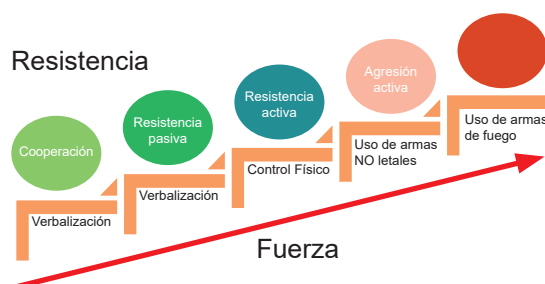 Resistencia
Cooperación
Resistencia
pasiva
Resistencia
activa
Agresión
activa
Verbalización
Verbalización
Control Físico
Uso de armas
NO letales
Uso de armas
de fuego
Fuerza